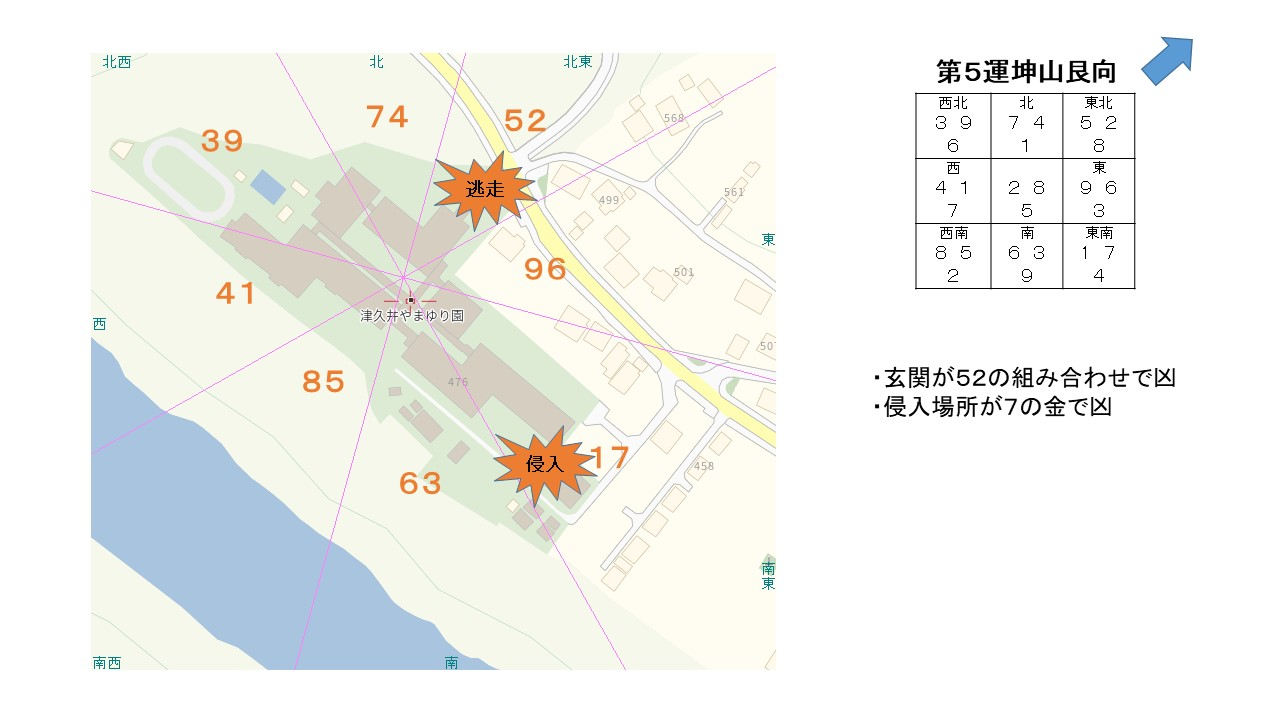 北西
北
北東
39
74
52
逃走
568
499
561
東
96
501
41
西
津久井やまゆり園
507
85
476
侵入
17
458
63
南東
南西
南
第5運坤山艮向
西北 北 東北
3 9 7 4 5 2
6 1 8
西 東
4 1 2 8 9 6
7 5 3
西南 南 東南
8 5 6 3 1 7
2 9 4
・玄関が52の組み合わせで凶
・侵入場所が7の金で凶